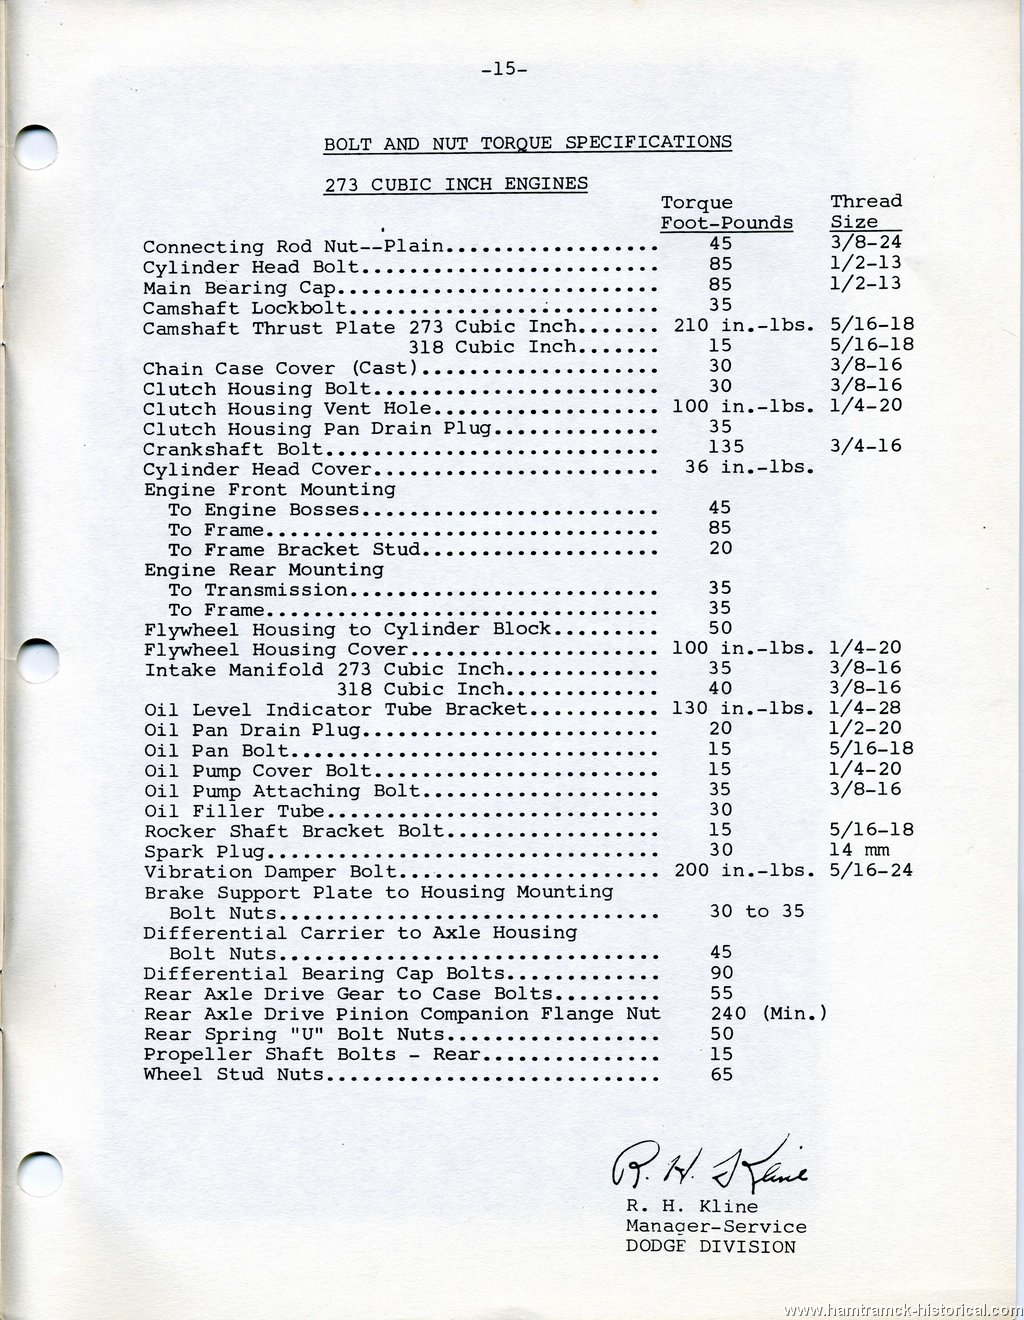 -15-
BOLT AND NUT TORQUE SPECIFICATIONS
273 CUBIC INCH ENGINES
Torque Thread
Foot-Pounds Size
Connecting Rod Nut--Plain.................. 45 3/8-24
Cylinder Head Bolt......................... 85 1/2-13
Main Bearing Cap........................... 85 1/2-13
Camshaft Lockbolt.......................... 35
Camshaft Thrust Plate 273 Cubic Inch....... 210 in.-lbs. 5/16-18
318 Cubic Inch....... 15 5/16-18
Chain Case Cover (Cast).................... 30 3/8-16
Clutch Housing Bolt........................ 30 3/8-16
Clutch Housing Vent Hole................... 100 in.-lbs. 1/4-20
Clutch Housing Pan Drain Plug.............. 35
Crankshaft Bolt............................ 135 3/4-16
Cylinder Head Cover........................ 36 in.-lbs.
Engine Front Mounting
To Engine Bosses......................... 45
To Frame................................. 85
To Frame Bracket Stud.................... 20
Engine Rear Mounting
To Transmission.......................... 35
To Frame................................. 35
Flywheel Housing to Cylinder Block......... 50
Flywheel Housing Cover..................... 100 in.-lbs. 1/4-20
Intake Manifold 273 Cubic Inch............. 35 3/8-16
318 Cubic Inch............. 40 3/8-16
Oil Level Indicator Tube Bracket........... 130 in.-lbs. 1/4-28
Oil Pan Drain Plug......................... 20 1/2-20
Oil Pan Bolt............................... 15 5/16-18
Oil Pump Cover Bolt........................ 15 1/4-20
Oil Pump Attaching Bolt.................... 35 3/8-16
Oil Filler Tube............................ 30
Rocker Shaft Bracket Bolt.................. 15 5/16-18
Spark Plug................................. 30 14 mm
Vibration Damper Bolt...................... 200 in.-lbs. 5/16-24
Brake Support Plate to Housing Mounting
Bolt Nuts................................ 30 to 35
Differential Carrier to Axle Housing
Bolt Nuts................................ 45
Differential Bearing Cap Bolts............. 90
Rear Axle Drive Gear to Case Bolts......... 55
Rear Axle Drive Pinion Companion Flange Nut 240 (Min.)
Rear Spring "U" Bolt Nuts.................. 50
Propeller Shaft Bolts - Rear............... 15
Wheel Stud Nuts............................ 65
R. H. Kline
R. H. Kline
Manager-Service
DODGE DIVISION
www.hamtramck-historical.com